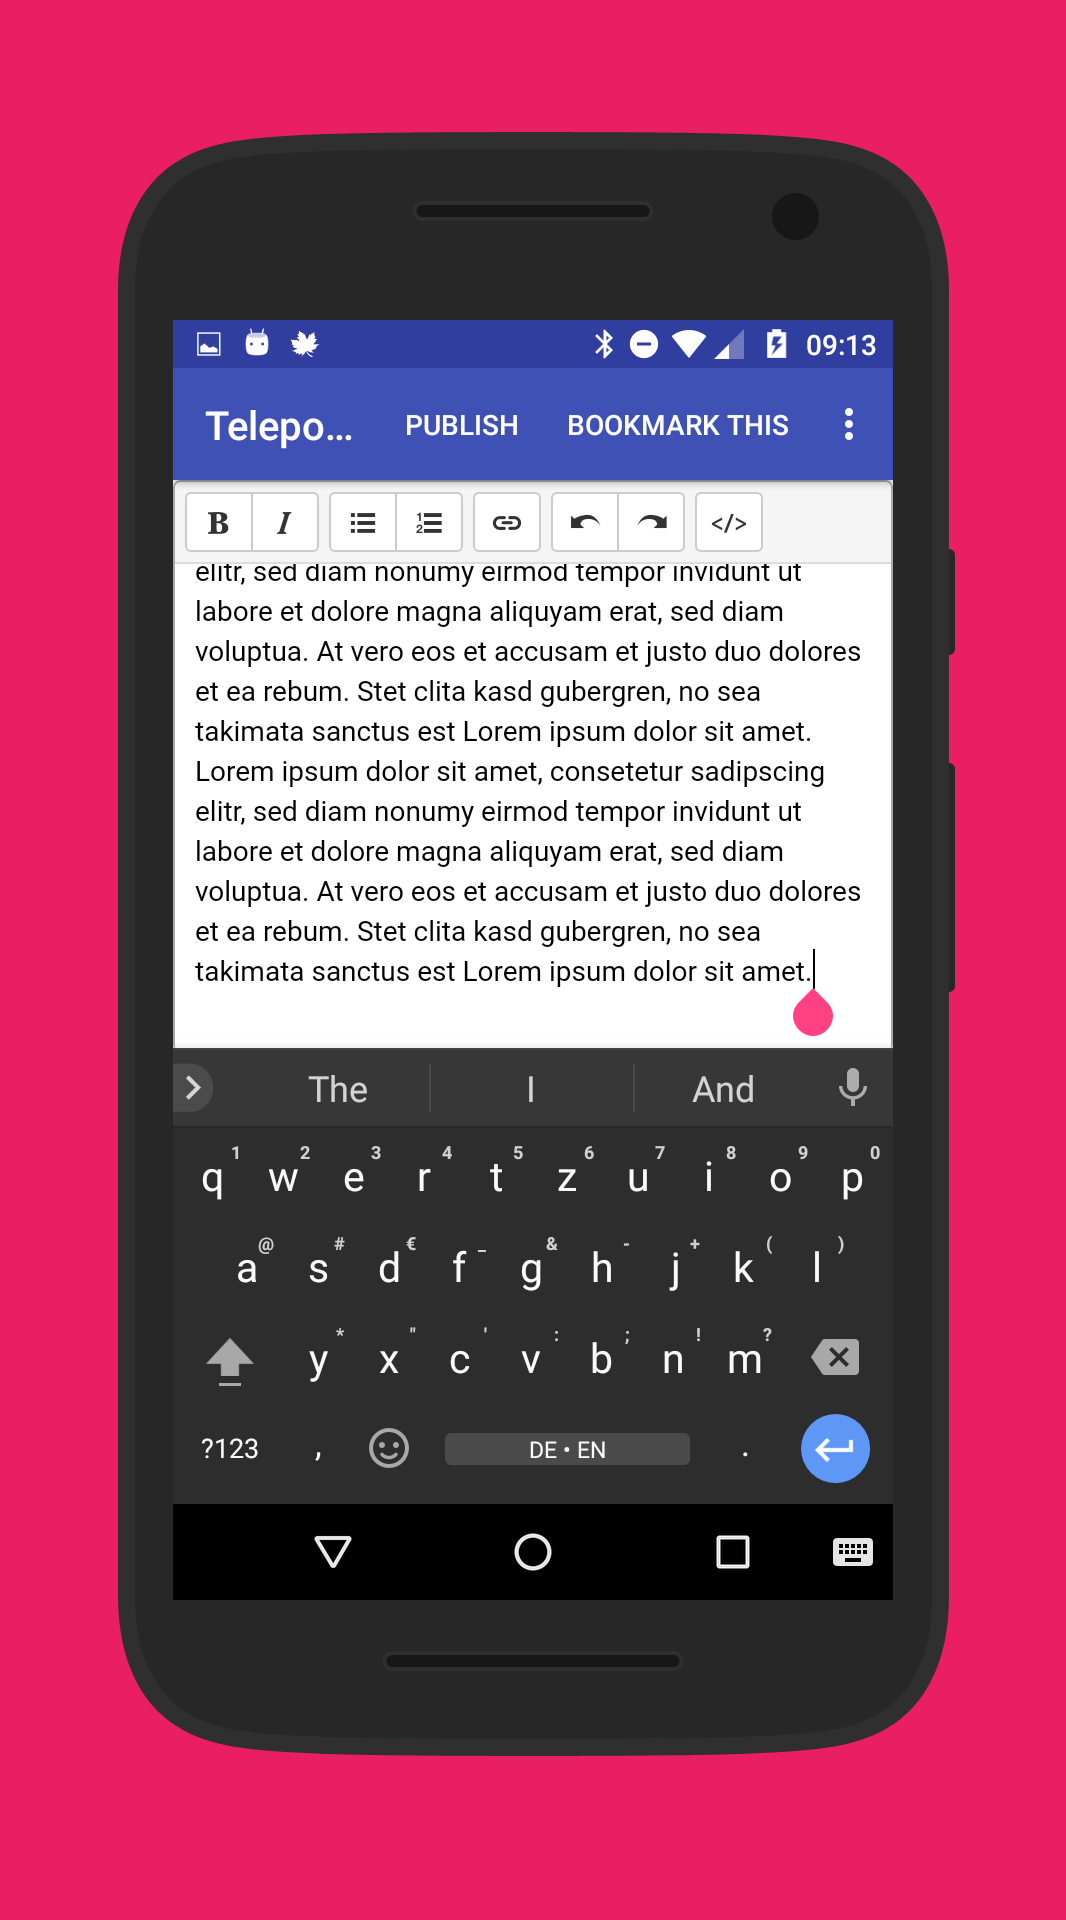 09:13
Telepo... PUBLISH BOOKMARK THIS
B I 1 2 </>
elitr, sed diam nonumy eirmod tempor invidunt ut
labore et dolore magna aliquyam erat, sed diam
voluptua. At vero eos et accusam et justo duo dolores
et ea rebum. Stet clita kasd gubergren, no sea
takimata sanctus est Lorem ipsum dolor sit amet.
Lorem ipsum dolor sit amet, consetetur sadipscing
elitr, sed diam nonumy eirmod tempor invidunt ut
labore et dolore magna aliquyam erat, sed diam
voluptua. At vero eos et accusam et justo duo dolores
et ea rebum. Stet clita kasd gubergren, no sea
takimata sanctus est Lorem ipsum dolor sit amet.
The I And
1 2 3 4 5 6 7 8 9 0
q w e r t z u i o p
@ # € _ & - + ( )
a s d f g h j k l
* " ' : ; ! ?
y x c v b n m
?123 , DE • EN .